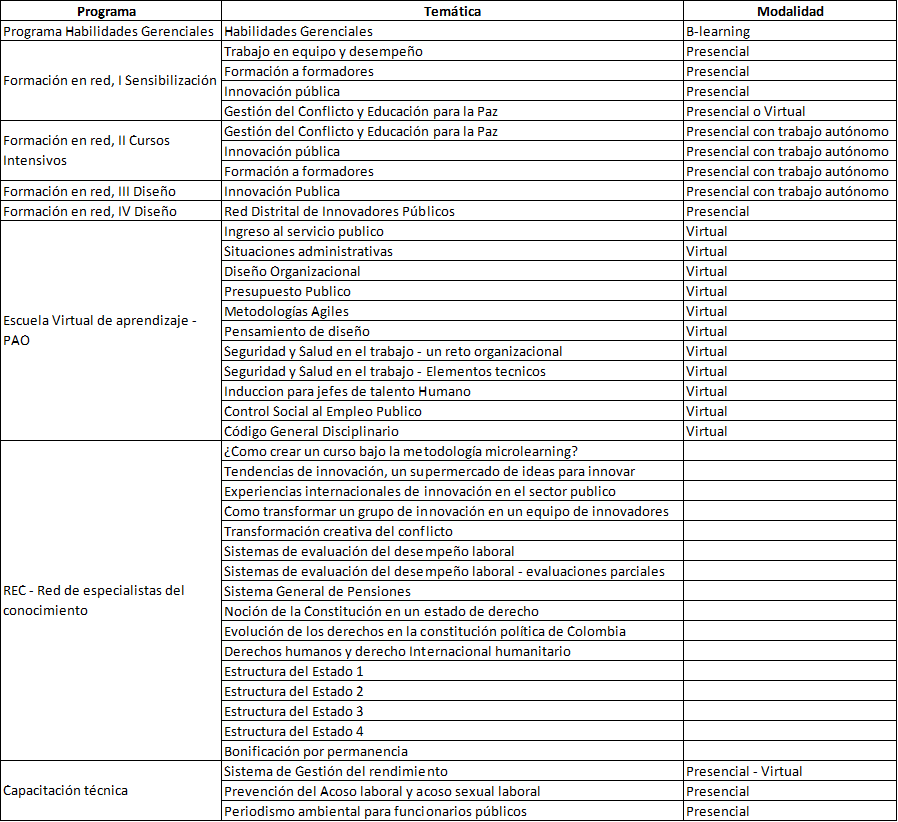 Programa Temática Modalidad
Programa Habilidades Gerenciales Habilidades Gerenciales B-learning
Formación en red, I Sensibilización Trabajo en equipo y desempeño Presencial
Formación a formadores Presencial
Innovación pública Presencial
Gestión del Conflicto y Educación para la Paz Presencial o Virtual
Formación en red, II Cursos
Intensivos
Gestión del Conflicto y Educación para la Paz Presencial con trabajo autónomo
Innovación pública Presencial con trabajo autónomo
Formación a formadores Presencial con trabajo autónomo
Formación en red, III Diseño Innovación Publica Presencial con trabajo autónomo
Formación en red, IV Diseño Red Distrital de Innovadores Públicos Presencial
Escuela Virtual de aprendizaje -
PAO
Ingreso al servicio publico Virtual
Situaciones administrativas Virtual
Diseño Organizacional Virtual
Presupuesto Publico Virtual
Metodologías Agiles Virtual
Pensamiento de diseño Virtual
Seguridad y Salud en el trabajo - un reto organizacional Virtual
Seguridad y Salud en el trabajo - Elementos tecnicos Virtual
Induccion para jefes de talento Humano Virtual
Control Social al Empleo Publico Virtual
Código General Disciplinario Virtual
REC - Red de especialistas del
conocimiento
¿Como crear un curso bajo la metodología microlearning?
Tendencias de innovación, un supermercado de ideas para innovar
Experiencias internacionales de innovación en el sector publico
Como transformar un grupo de innovación en un equipo de innovadores
Transformación creativa del conflicto
Sistemas de evaluación del desempeño laboral
Sistemas de evaluación del desempeño laboral - evaluaciones parciales
Sistema General de Pensiones
Noción de la Constitución en un estado de derecho
Evolución de los derechos en la constitución política de Colombia
Derechos humanos y derecho Internacional humanitario
Estructura del Estado 1
Estructura del Estado 2
Estructura del Estado 3
Estructura del Estado 4
Bonificación por permanencia
Capacitación técnica
Sistema de Gestión del rendimiento Presencial - Virtual
Prevención del Acoso laboral y acoso sexual laboral Presencial
Periodismo ambiental para funcionarios públicos Presencial